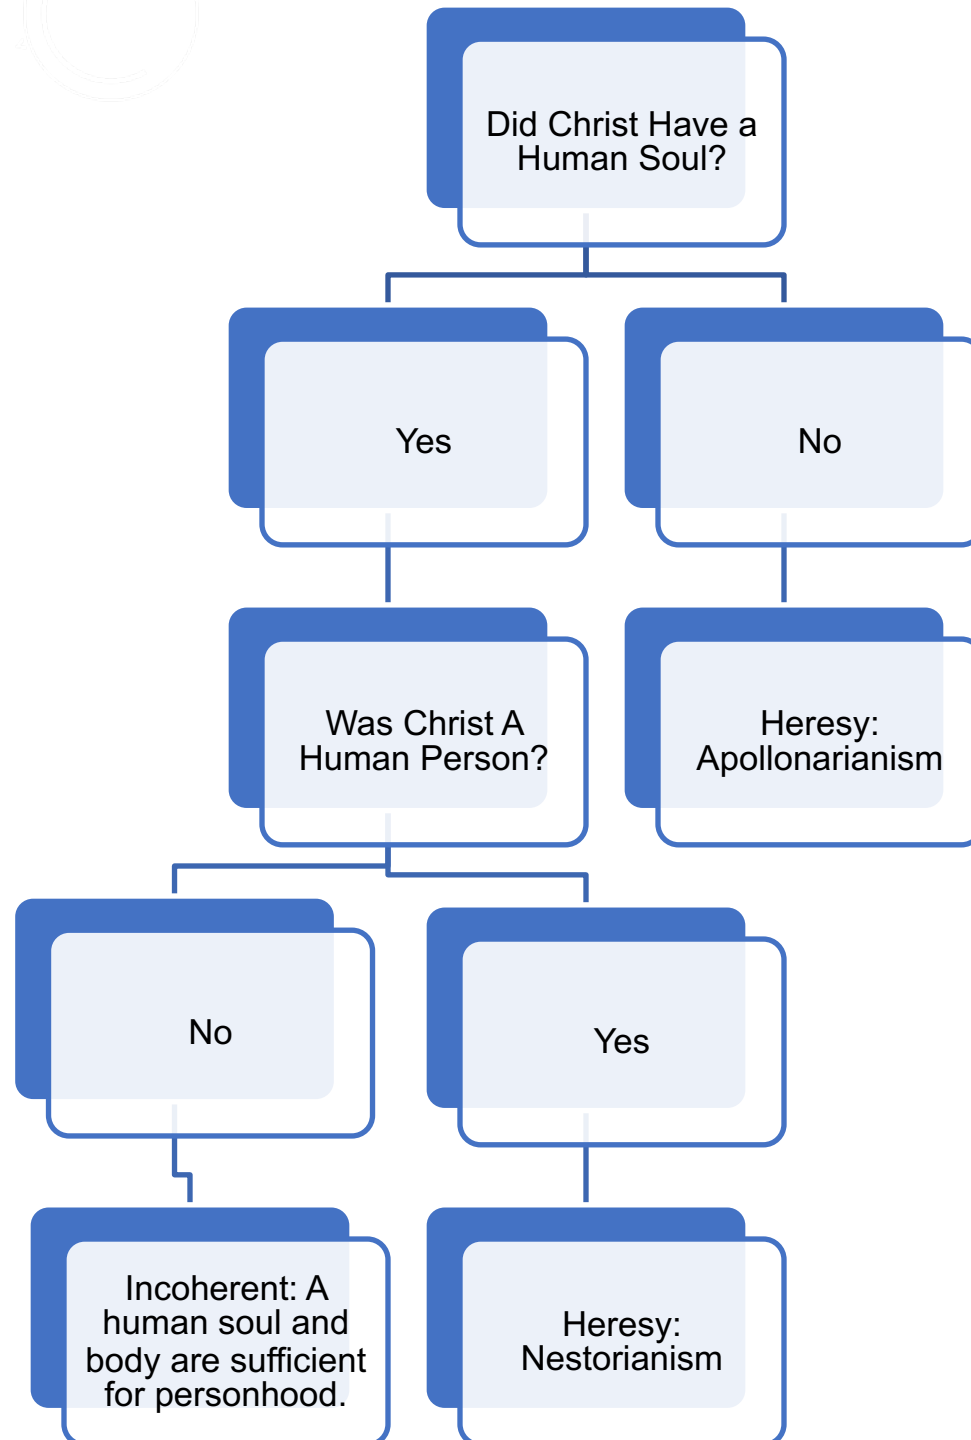 Did Christ Have a
Human Soul?
Yes
No
Was Christ A
Human Person?
Heresy:
Apollonarianism
No
Yes
Incoherent: A
human soul and
body are sufficient
for personhood.
Heresy:
Nestorianism